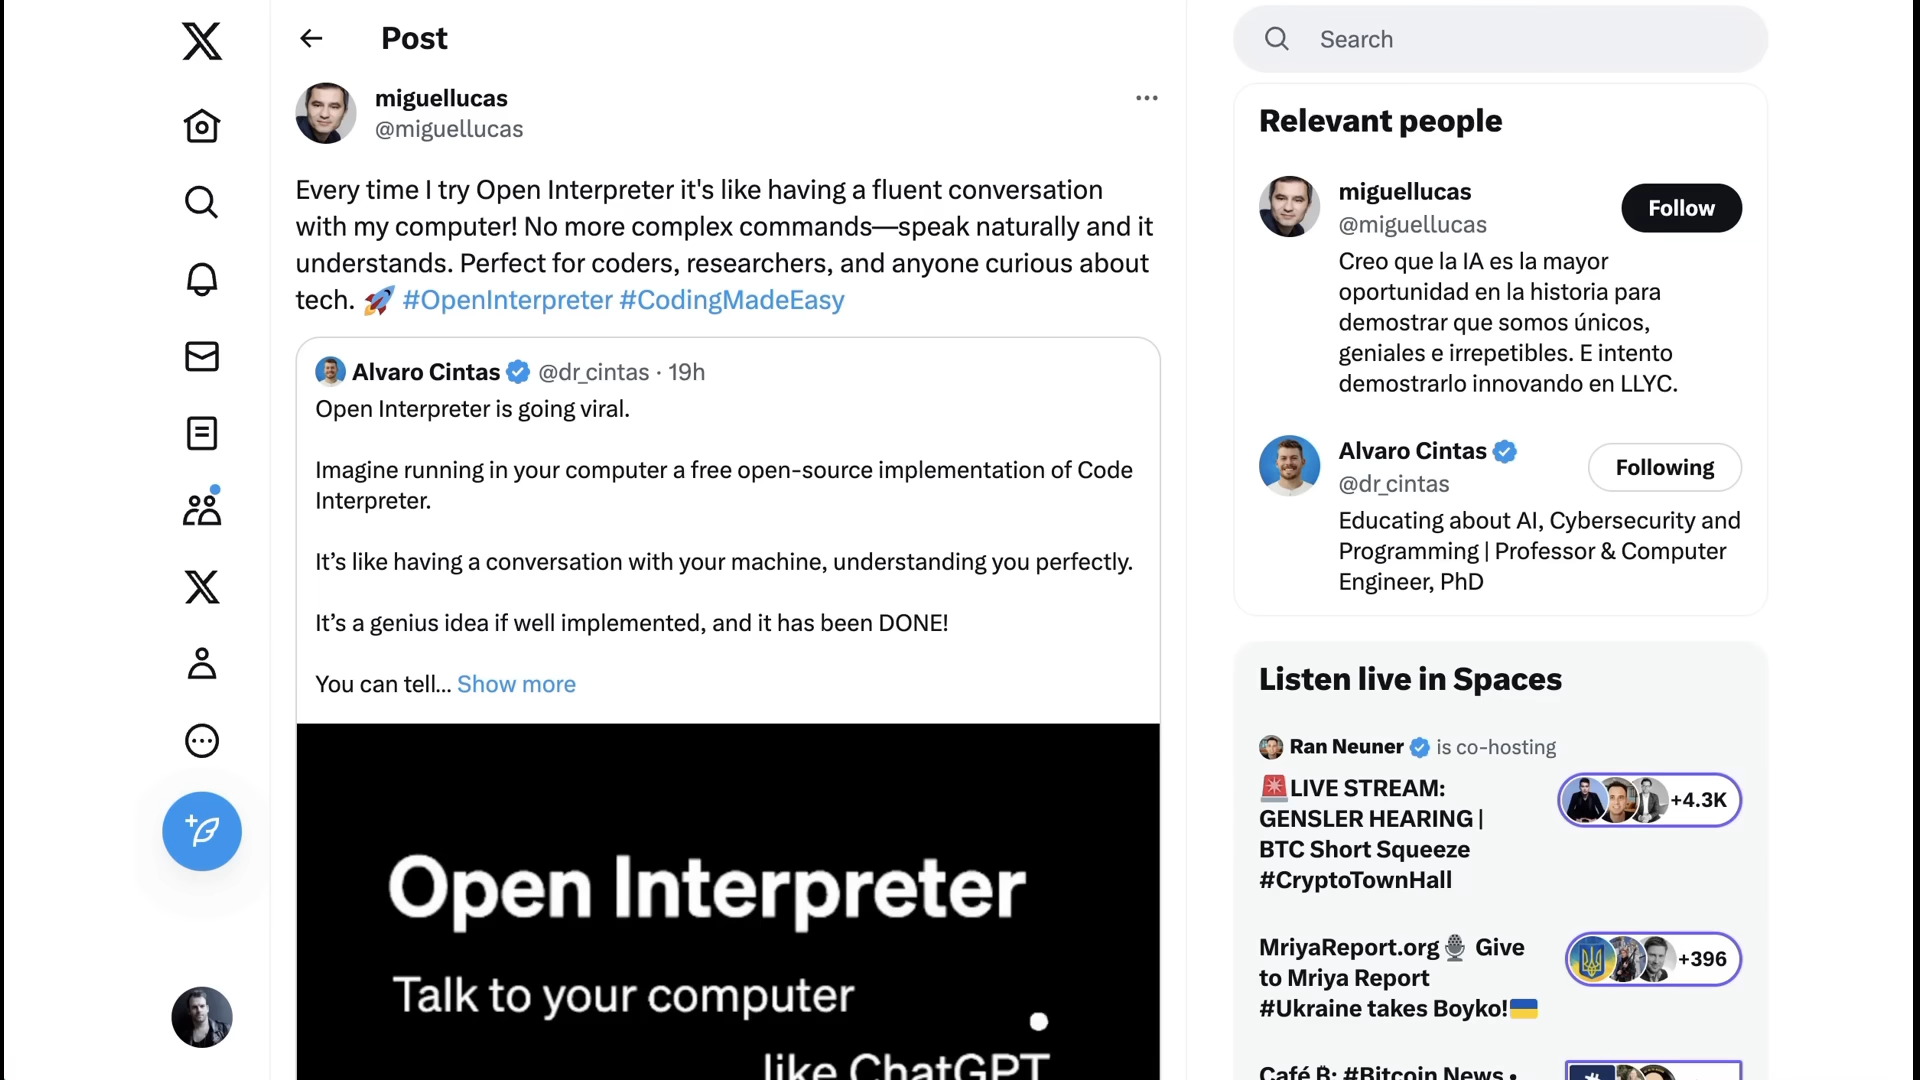 Post
miguellucas
@miguellucas
Every time I try Open Interpreter it's like having a fluent conversation
with my computer! No more complex commands—speak naturally and it
understands. Perfect for coders, researchers, and anyone curious about
tech. 🚀 #OpenInterpreter #CodingMadeEasy
Alvaro Cintas @dr_cintas · 19h
Open Interpreter is going viral.
Imagine running in your computer a free open-source implementation of Code
Interpreter.
It’s like having a conversation with your machine, understanding you perfectly.
It’s a genius idea if well implemented, and it has been DONE!
You can tell... Show more
Open Interpreter
Talk to your computer
like ChatGPT
Search
Relevant people
miguellucas
@miguellucas
Follow
Creo que la IA es la mayor
oportunidad en la historia para
demostrar que somos únicos,
geniales e irrepetibles. E intento
demostrarlo innovando en LLYC.
Alvaro Cintas
@dr_cintas
Following
Educating about AI, Cybersecurity and
Programming | Professor & Computer
Engineer, PhD
Listen live in Spaces
Ran Neuner is co-hosting
🚨LIVE STREAM:
GENSLER HEARING |
BTC Short Squeeze
#CryptoTownHall
+4.3K
MriyaReport.org🎙️ Give
to Mriya Report
#Ukraine takes Boyko!🇺🇦
+396
Café ₿: #Bitcoin News •